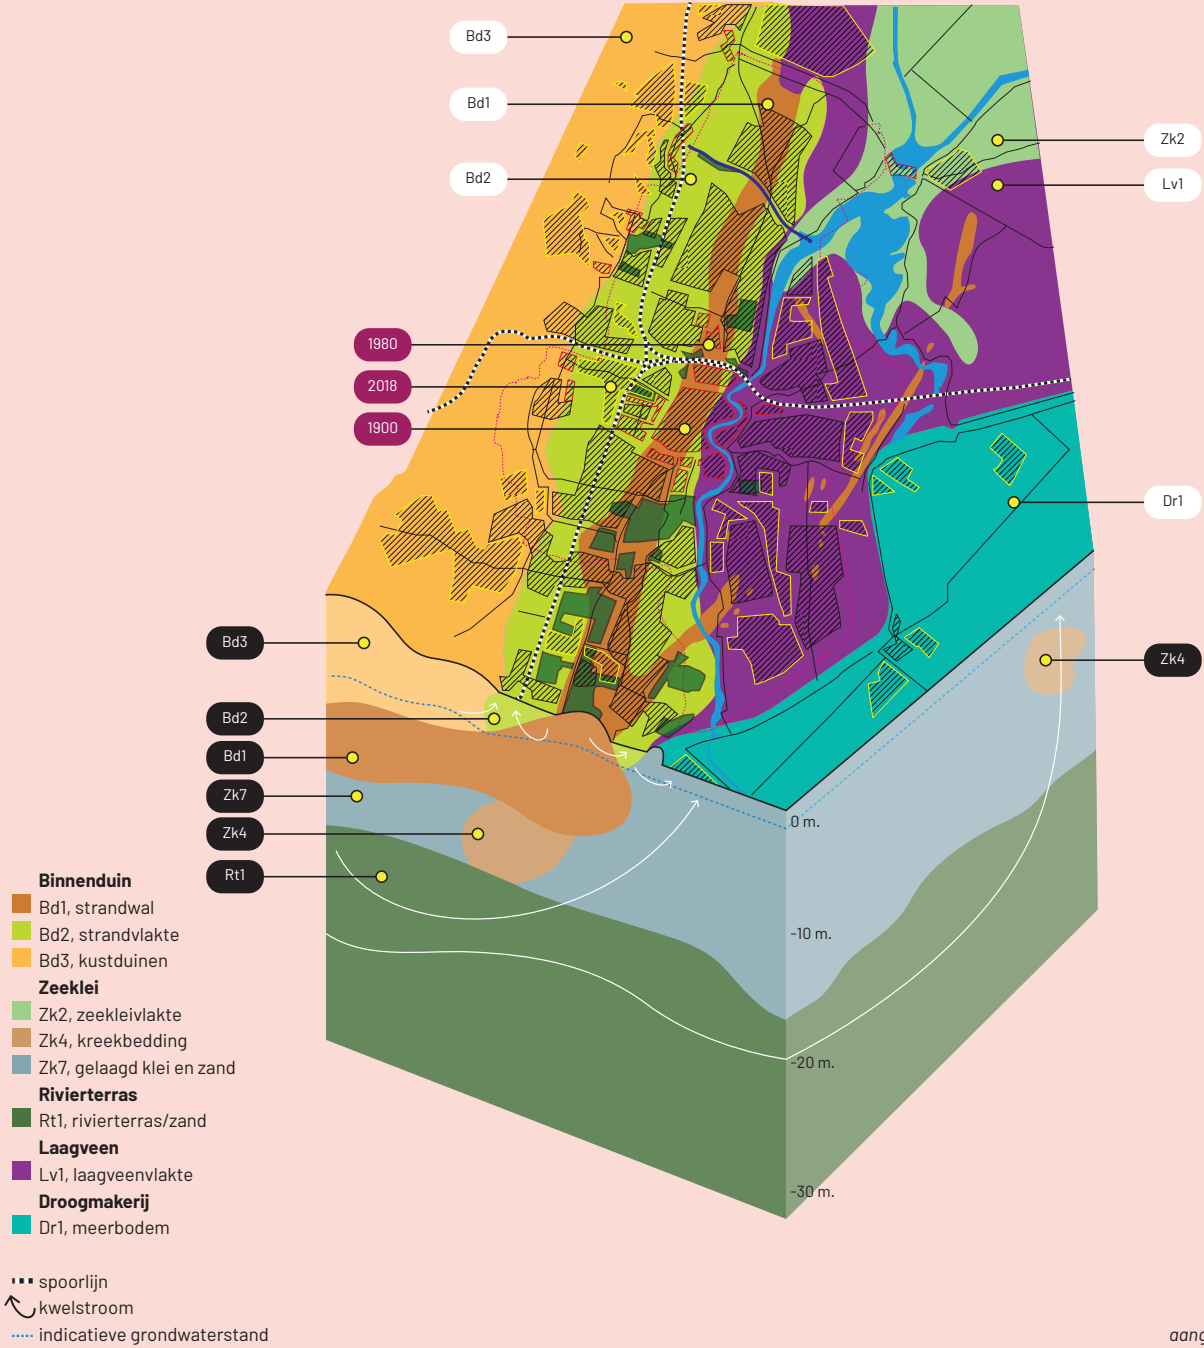 Bd3
Bd1
Bd2
Zk2
Lv1
1980
2018
1900
Dr1
Bd3
Zk4
Bd2
Bd1
Zk7
Zk4
Rt1
0 m.
-10 m.
-20 m.
-30 m.
Binnenduin
Bd1, strandwal
Bd2, strandvlakte
Bd3, kustduinen
Zeeklei
Zk2, zeekleivlakte
Zk4, kreekbedding
Zk7, gelaagd klei en zand
Rivierterras
Rt1, rivierterras/zand
Laagveen
Lv1, laagveenvlakte
Droogmakerij
Dr1, meerbodem
spoorlijn
kwelstroom
indicatieve grondwaterstand
aang